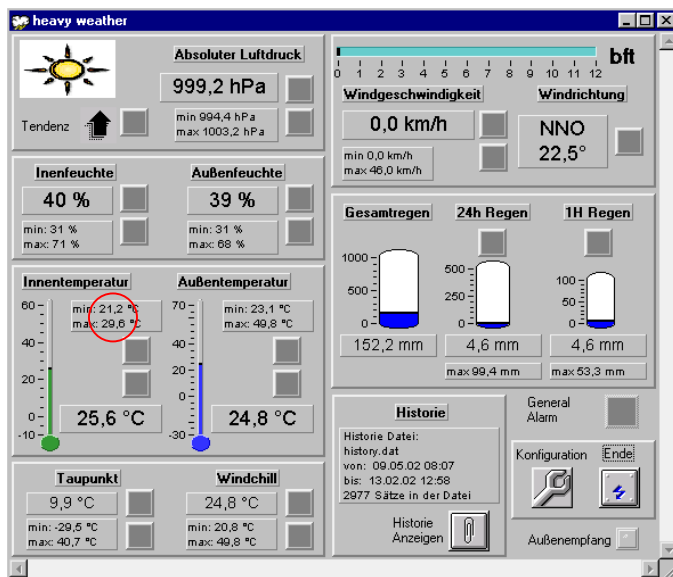 heavy weather
Absoluter Luftdruck
999,2 hPa
Tendenz
min 994,4 hPa
max 1003,2 hPa
0 1 2 3 4 5 6 7 8 9 10 11 12
bft
Windgeschwindigkeit
Windrichtung
0,0 km/h
NNO
22,5°
min 0,0 km/h
max 46,0 km/h
Inenfeuchte
Außenfeuchte
40 %
39 %
min: 31 %
max: 71 %
min: 31 %
max: 68 %
Gesamtregen
24h Regen
1H Regen
1000
500
0
500
250
0
100
50
0
152,2 mm
4,6 mm
4,6 mm
max 99,4 mm
max 53,3 mm
Innentemperatur
Außentemperatur
60
40
20
0
-10
min: 21,2 °C
max: 29,6 °C
25,6 °C
70
40
20
0
-30
min: 23,1 °C
max: 49,8 °C
24,8 °C
Historie
Historie Datei:
history.dat
von: 09.05.02 08:07
bis: 13.02.02 12:58
2977 Sätze in der Datei
Historie
Anzeigen
General
Alarm
Konfiguration
Ende
Außenempfang
Taupunkt
Windchill
9,9 °C
24,8 °C
min: -29,5 °C
max: 40,7 °C
min: 20,8 °C
max: 49,8 °C